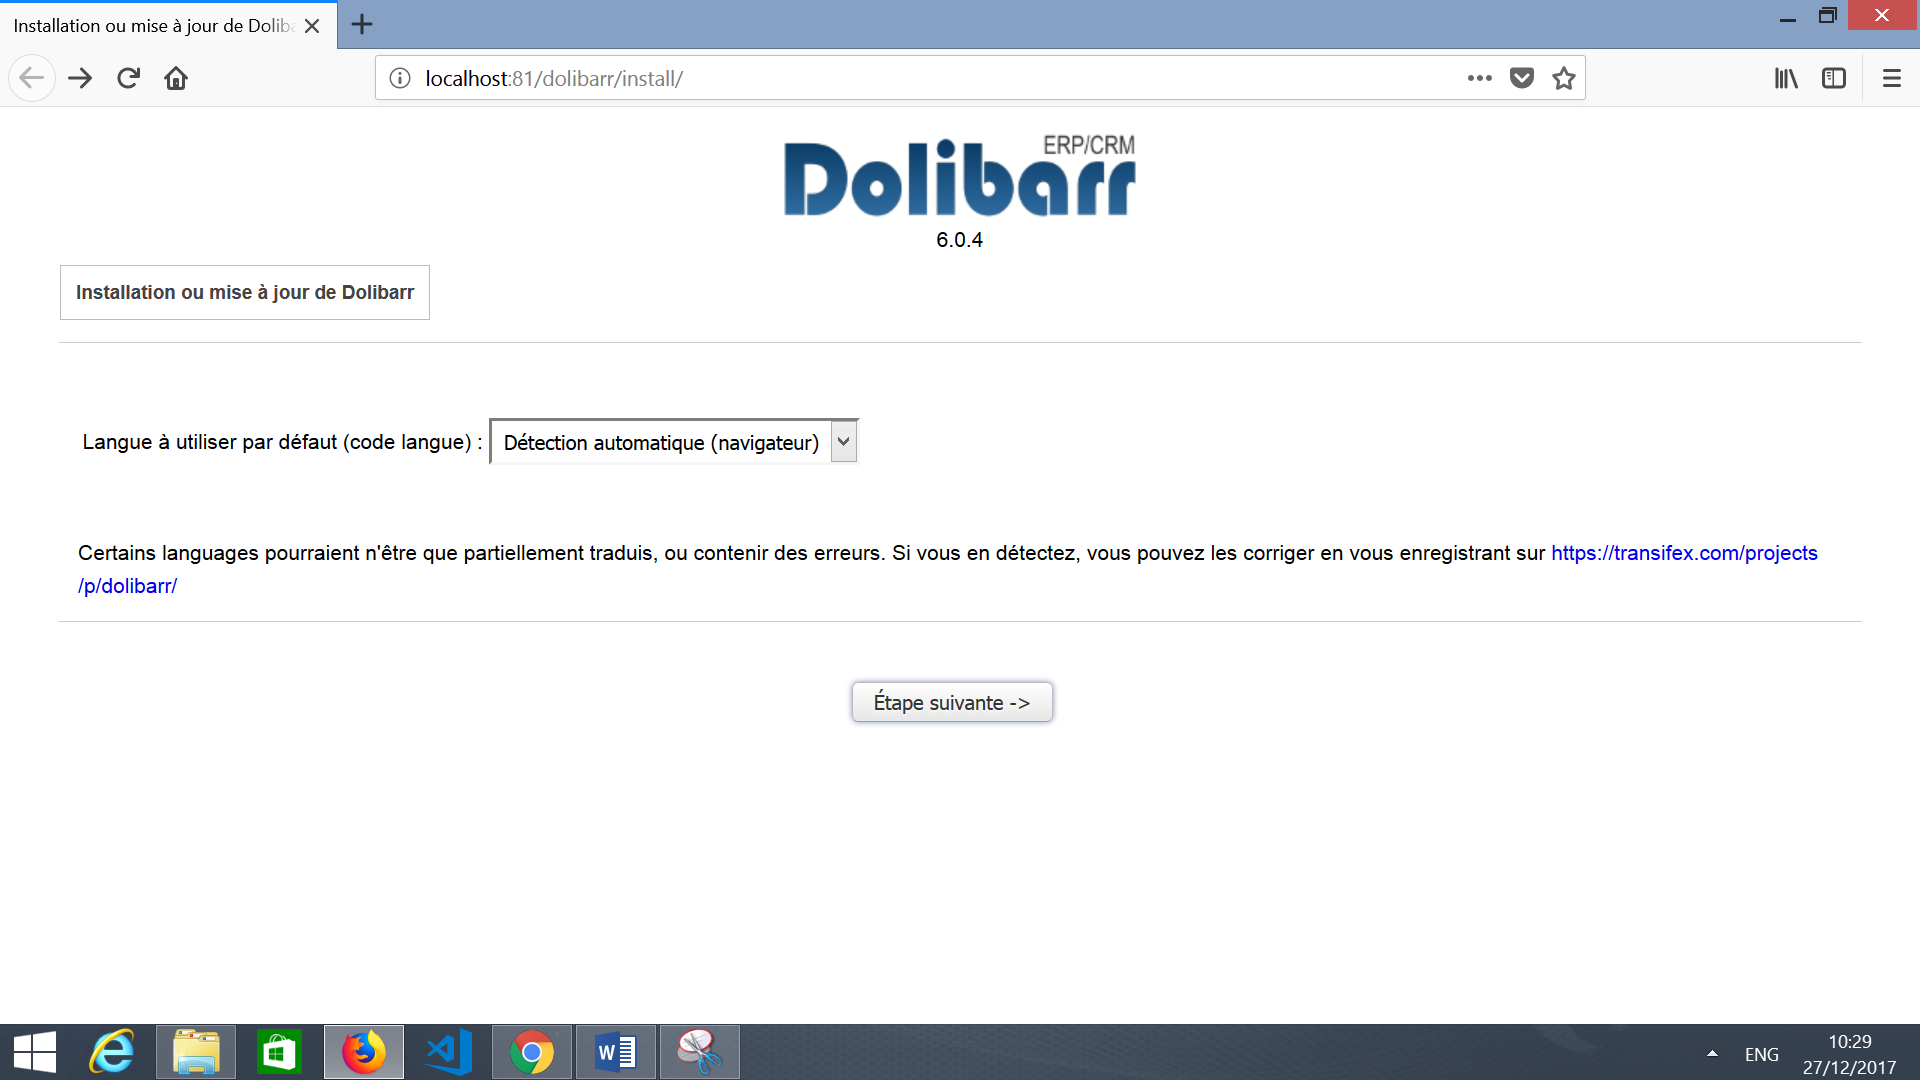 Installation ou mise à jour de Doliba
localhost:81/dolibarr/install/
ERP/CRM
Dolibarr
6.0.4
Installation ou mise à jour de Dolibarr
Langue à utiliser par défaut (code langue) : Détection automatique (navigateur)
Certains languages pourraient n'être que partiellement traduis, ou contenir des erreurs. Si vous en détectez, vous pouvez les corriger en vous enregistrant sur https://transifex.com/projects
/p/dolibarr/
Étape suivante ->
ENG
10:29
27/12/2017